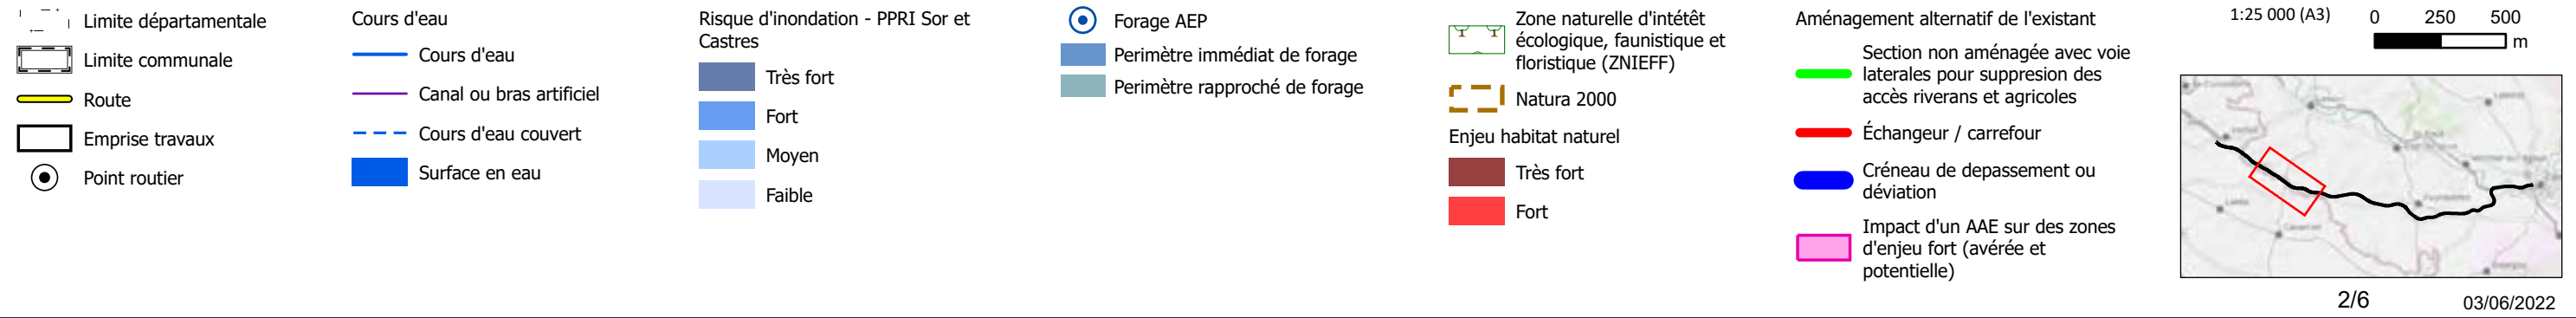 Limite départementale
Limite communale
Route
Emprise travaux
Point routier
Cours d'eau
Cours d'eau
Canal ou bras artificiel
Cours d'eau couvert
Surface en eau
Risque d'inondation - PPRI Sor et
Castres
Très fort
Fort
Moyen
Faible
Forage AEP
Perimètre immédiat de forage
Perimètre rapproché de forage
Zone naturelle d'intétêt
écologique, faunistique et
floristique (ZNIEFF)
Natura 2000
Enjeu habitat naturel
Très fort
Fort
Aménagement alternatif de l'existant
Section non aménagée avec voie
laterales pour suppresion des
accès riverans et agricoles
Échangeur / carrefour
Créneau de depassement ou
déviation
Impact d'un AAE sur des zones
d'enjeu fort (avérée et
potentielle)
1:25 000 (A3)
0 250 500
m
2/6
03/06/2022